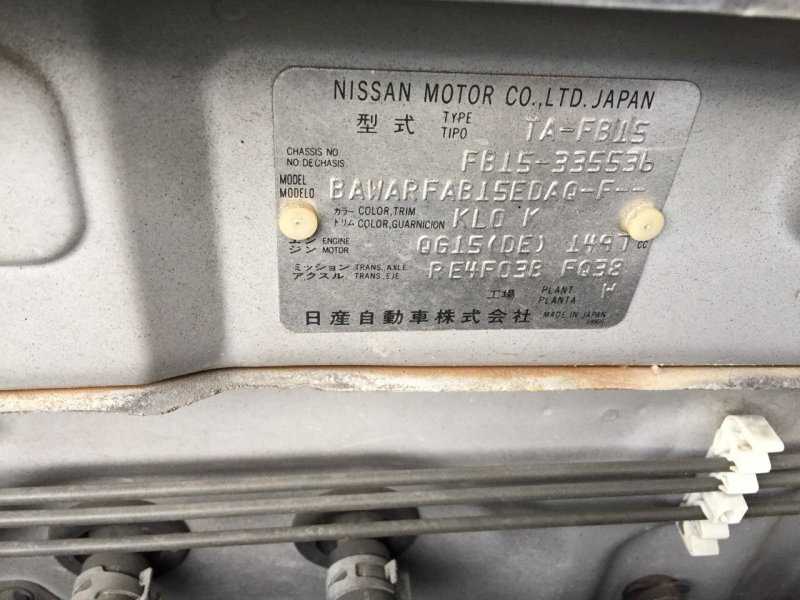 NISSAN MOTOR CO.,LTD. JAPAN
型式 TYPE TIPO TA-FB15
CHASSIS NO. NO.DECHASIS. FB15-335536
MODEL MODELO BAWARFAB15EDAQ-F--
カラー COLOR,TRIM トリム COLOR,GUARNICION KL0 K
エンジン ENGINE MOTOR QG15(DE) 1497 cc
ミッション TRANS. AXLE アクスル TRANS. EJE RE4F03B FQ38
工場 PLANT PLANTA
日産自動車株式会社 MADE IN JAPAN